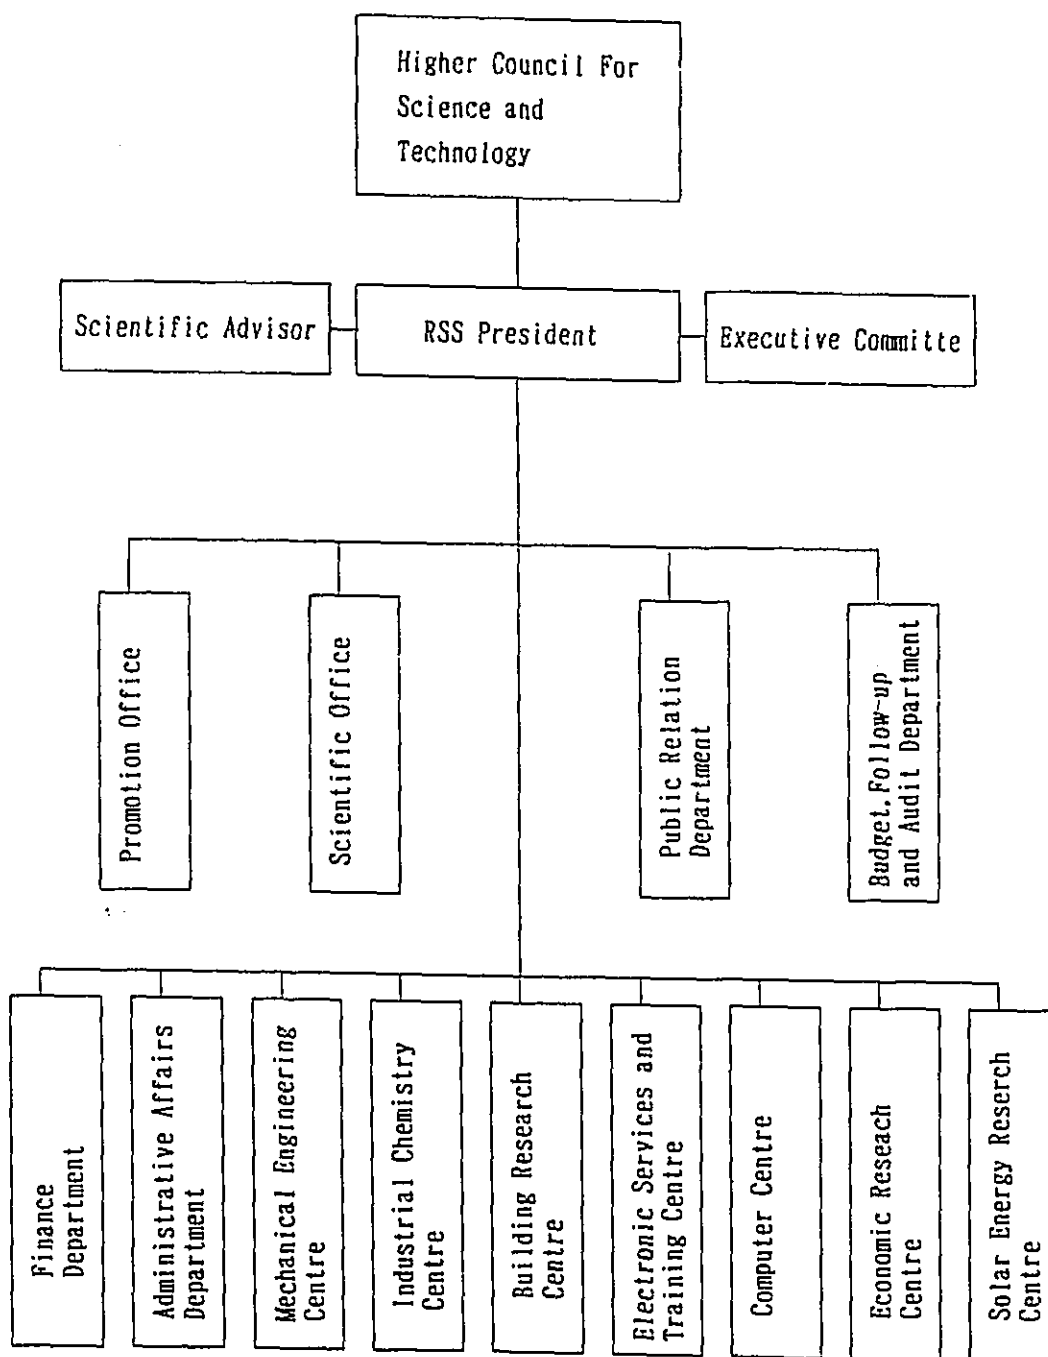 Higher Council For
Science and
Technology
Scientific Advisor
RSS President
Executive Committe
Promotion Office
Scientific Office
Public Relation
Department
Budget.Follow-up
and Audit Department
Finance
Department
Administrative Affairs
Department
Mechanical Engineering
Centre
Industrial Chemistry
Centre
Building Research
Centre
Electronic Services and
Training Centre
Computer Centre
Economic Reseach
Centre
Solar Energy Reserch
Centre